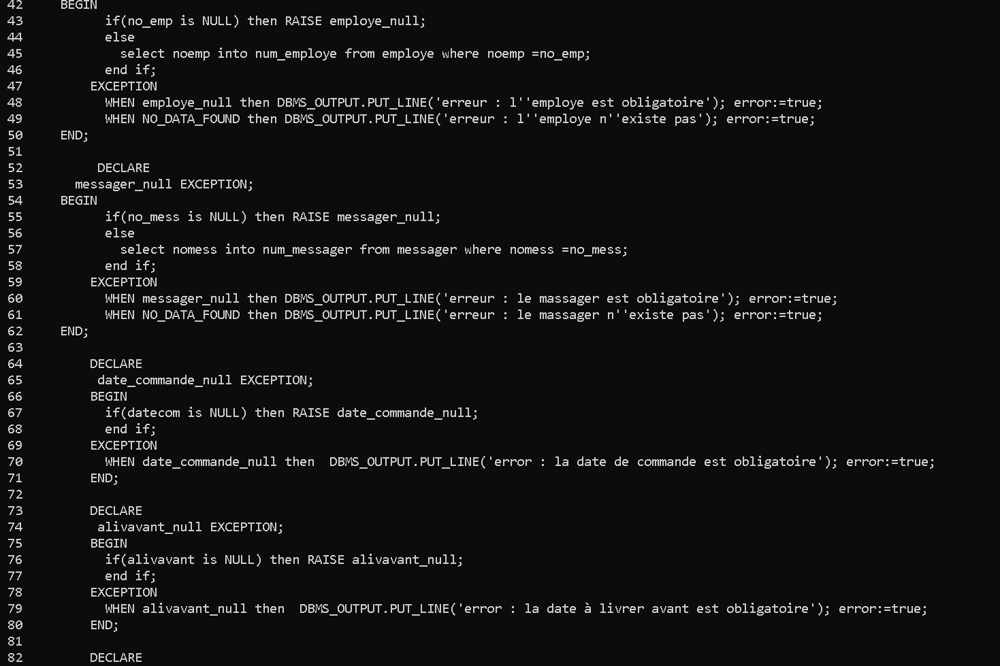 42     BEGIN
43           if(no_emp is NULL) then RAISE employe_null;
44           else
45             select noemp into num_employe from employe where noemp =no_emp;
46           end if;
47         EXCEPTION
48           WHEN employe_null then DBMS_OUTPUT.PUT_LINE('erreur : l''employe est obligatoire'); error:=true;
49           WHEN NO_DATA_FOUND then DBMS_OUTPUT.PUT_LINE('erreur : l''employe n''existe pas'); error:=true;
50     END;
51
52          DECLARE
53       messager_null EXCEPTION;
54     BEGIN
55           if(no_mess is NULL) then RAISE messager_null;
56           else
57             select nomess into num_messager from messager where nomess =no_mess;
58           end if;
59         EXCEPTION
60           WHEN messager_null then DBMS_OUTPUT.PUT_LINE('erreur : le massager est obligatoire'); error:=true;
61           WHEN NO_DATA_FOUND then DBMS_OUTPUT.PUT_LINE('erreur : le massager n''existe pas'); error:=true;
62     END;
63
64         DECLARE
65          date_commande_null EXCEPTION;
66         BEGIN
67           if(datecom is NULL) then RAISE date_commande_null;
68           end if;
69         EXCEPTION
70           WHEN date_commande_null then  DBMS_OUTPUT.PUT_LINE('error : la date de commande est obligatoire'); error:=true;
71         END;
72
73         DECLARE
74          alivavant_null EXCEPTION;
75         BEGIN
76           if(alivavant is NULL) then RAISE alivavant_null;
77           end if;
78         EXCEPTION
79           WHEN alivavant_null then  DBMS_OUTPUT.PUT_LINE('error : la date à livrer avant est obligatoire'); error:=true;
80         END;
81
82         DECLARE